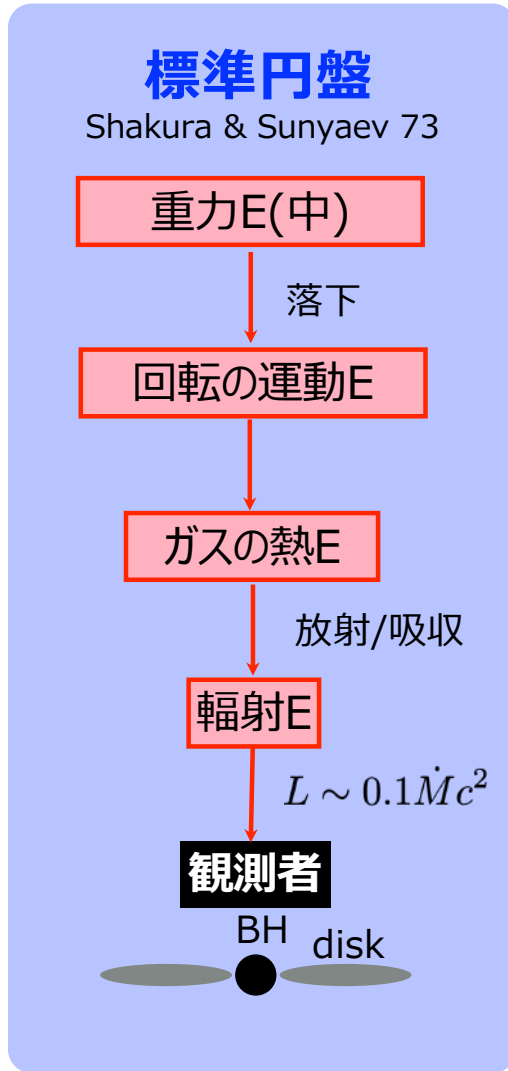 標準円盤
Shakura & Sunyaev 73
重力E(中)
落下
回転の運動E
ガスの熱E
放射/吸収
輻射E
L ∼ 0.1Ṁc²
観測者
BH
disk